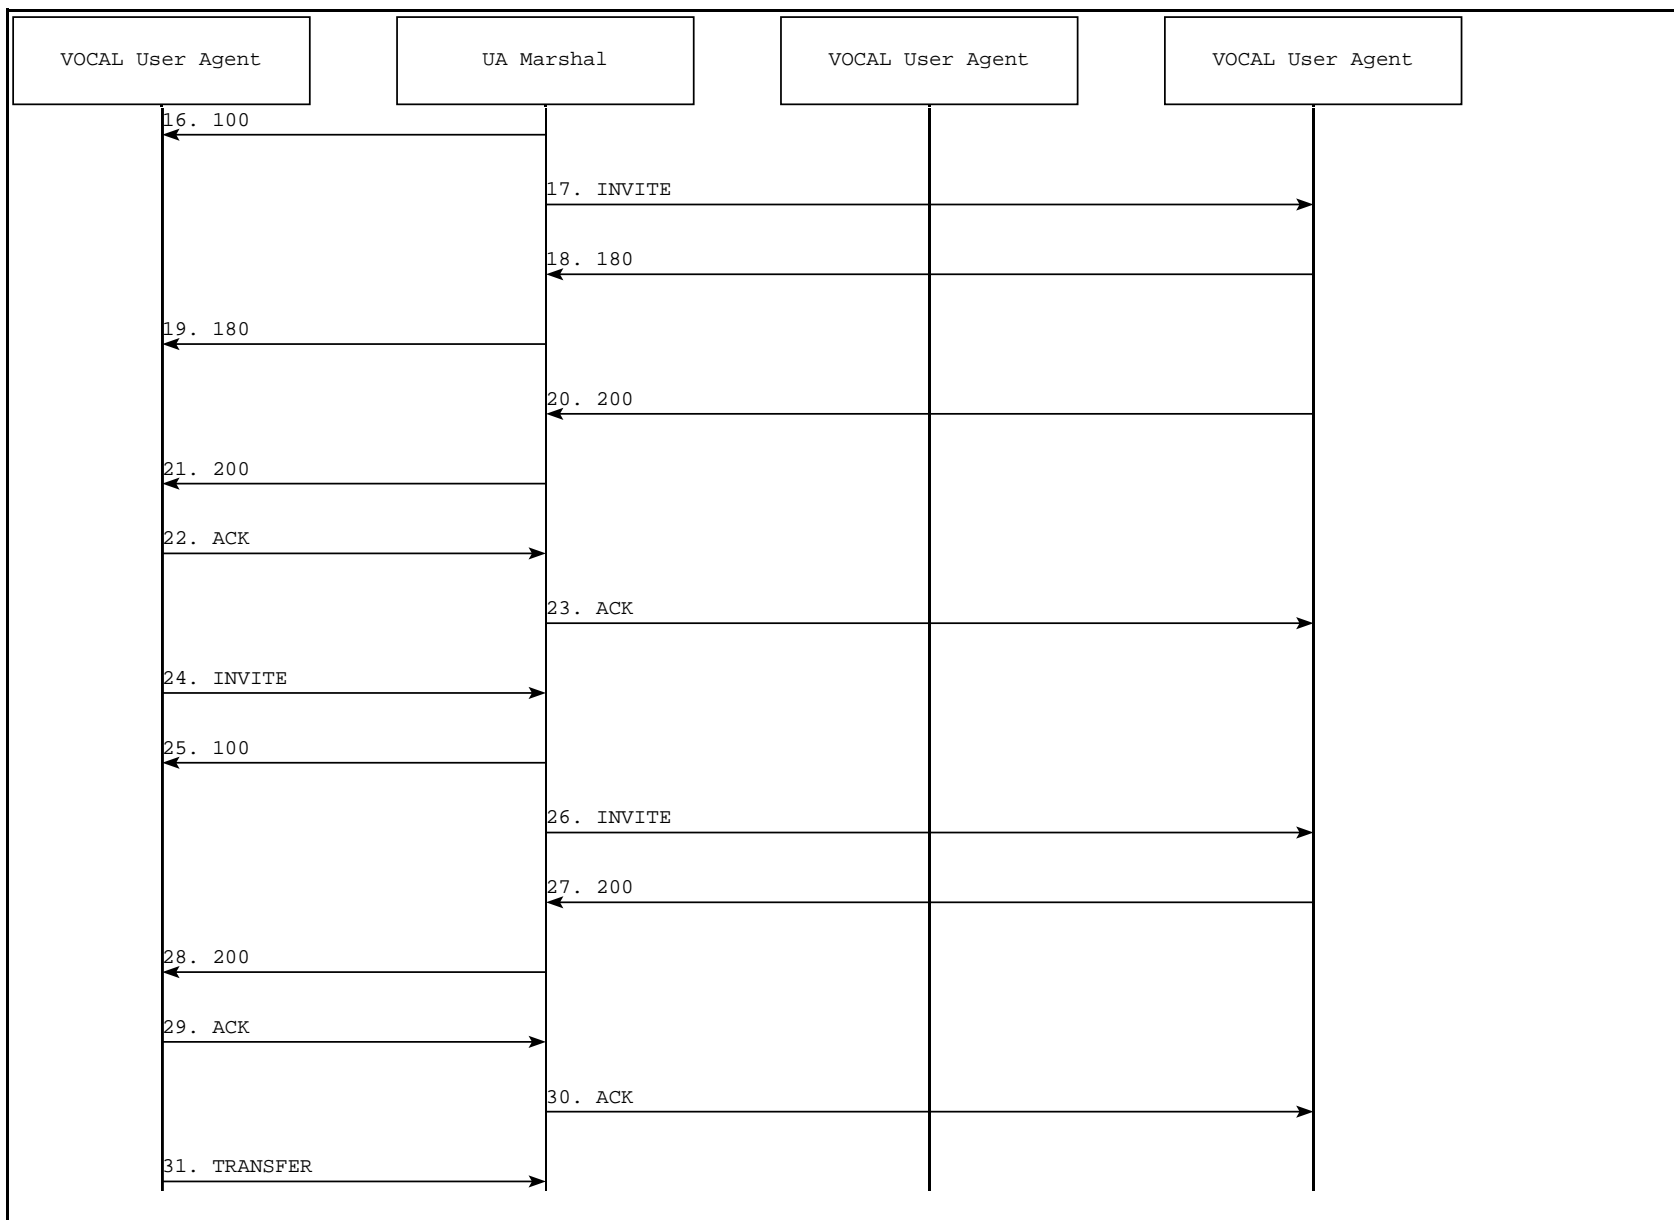 VOCAL User Agent
UA Marshal
VOCAL User Agent
VOCAL User Agent
16. 100
17. INVITE
18. 180
19. 180
20. 200
21. 200
22. ACK
23. ACK
24. INVITE
25. 100
26. INVITE
27. 200
28. 200
29. ACK
30. ACK
31. TRANSFER